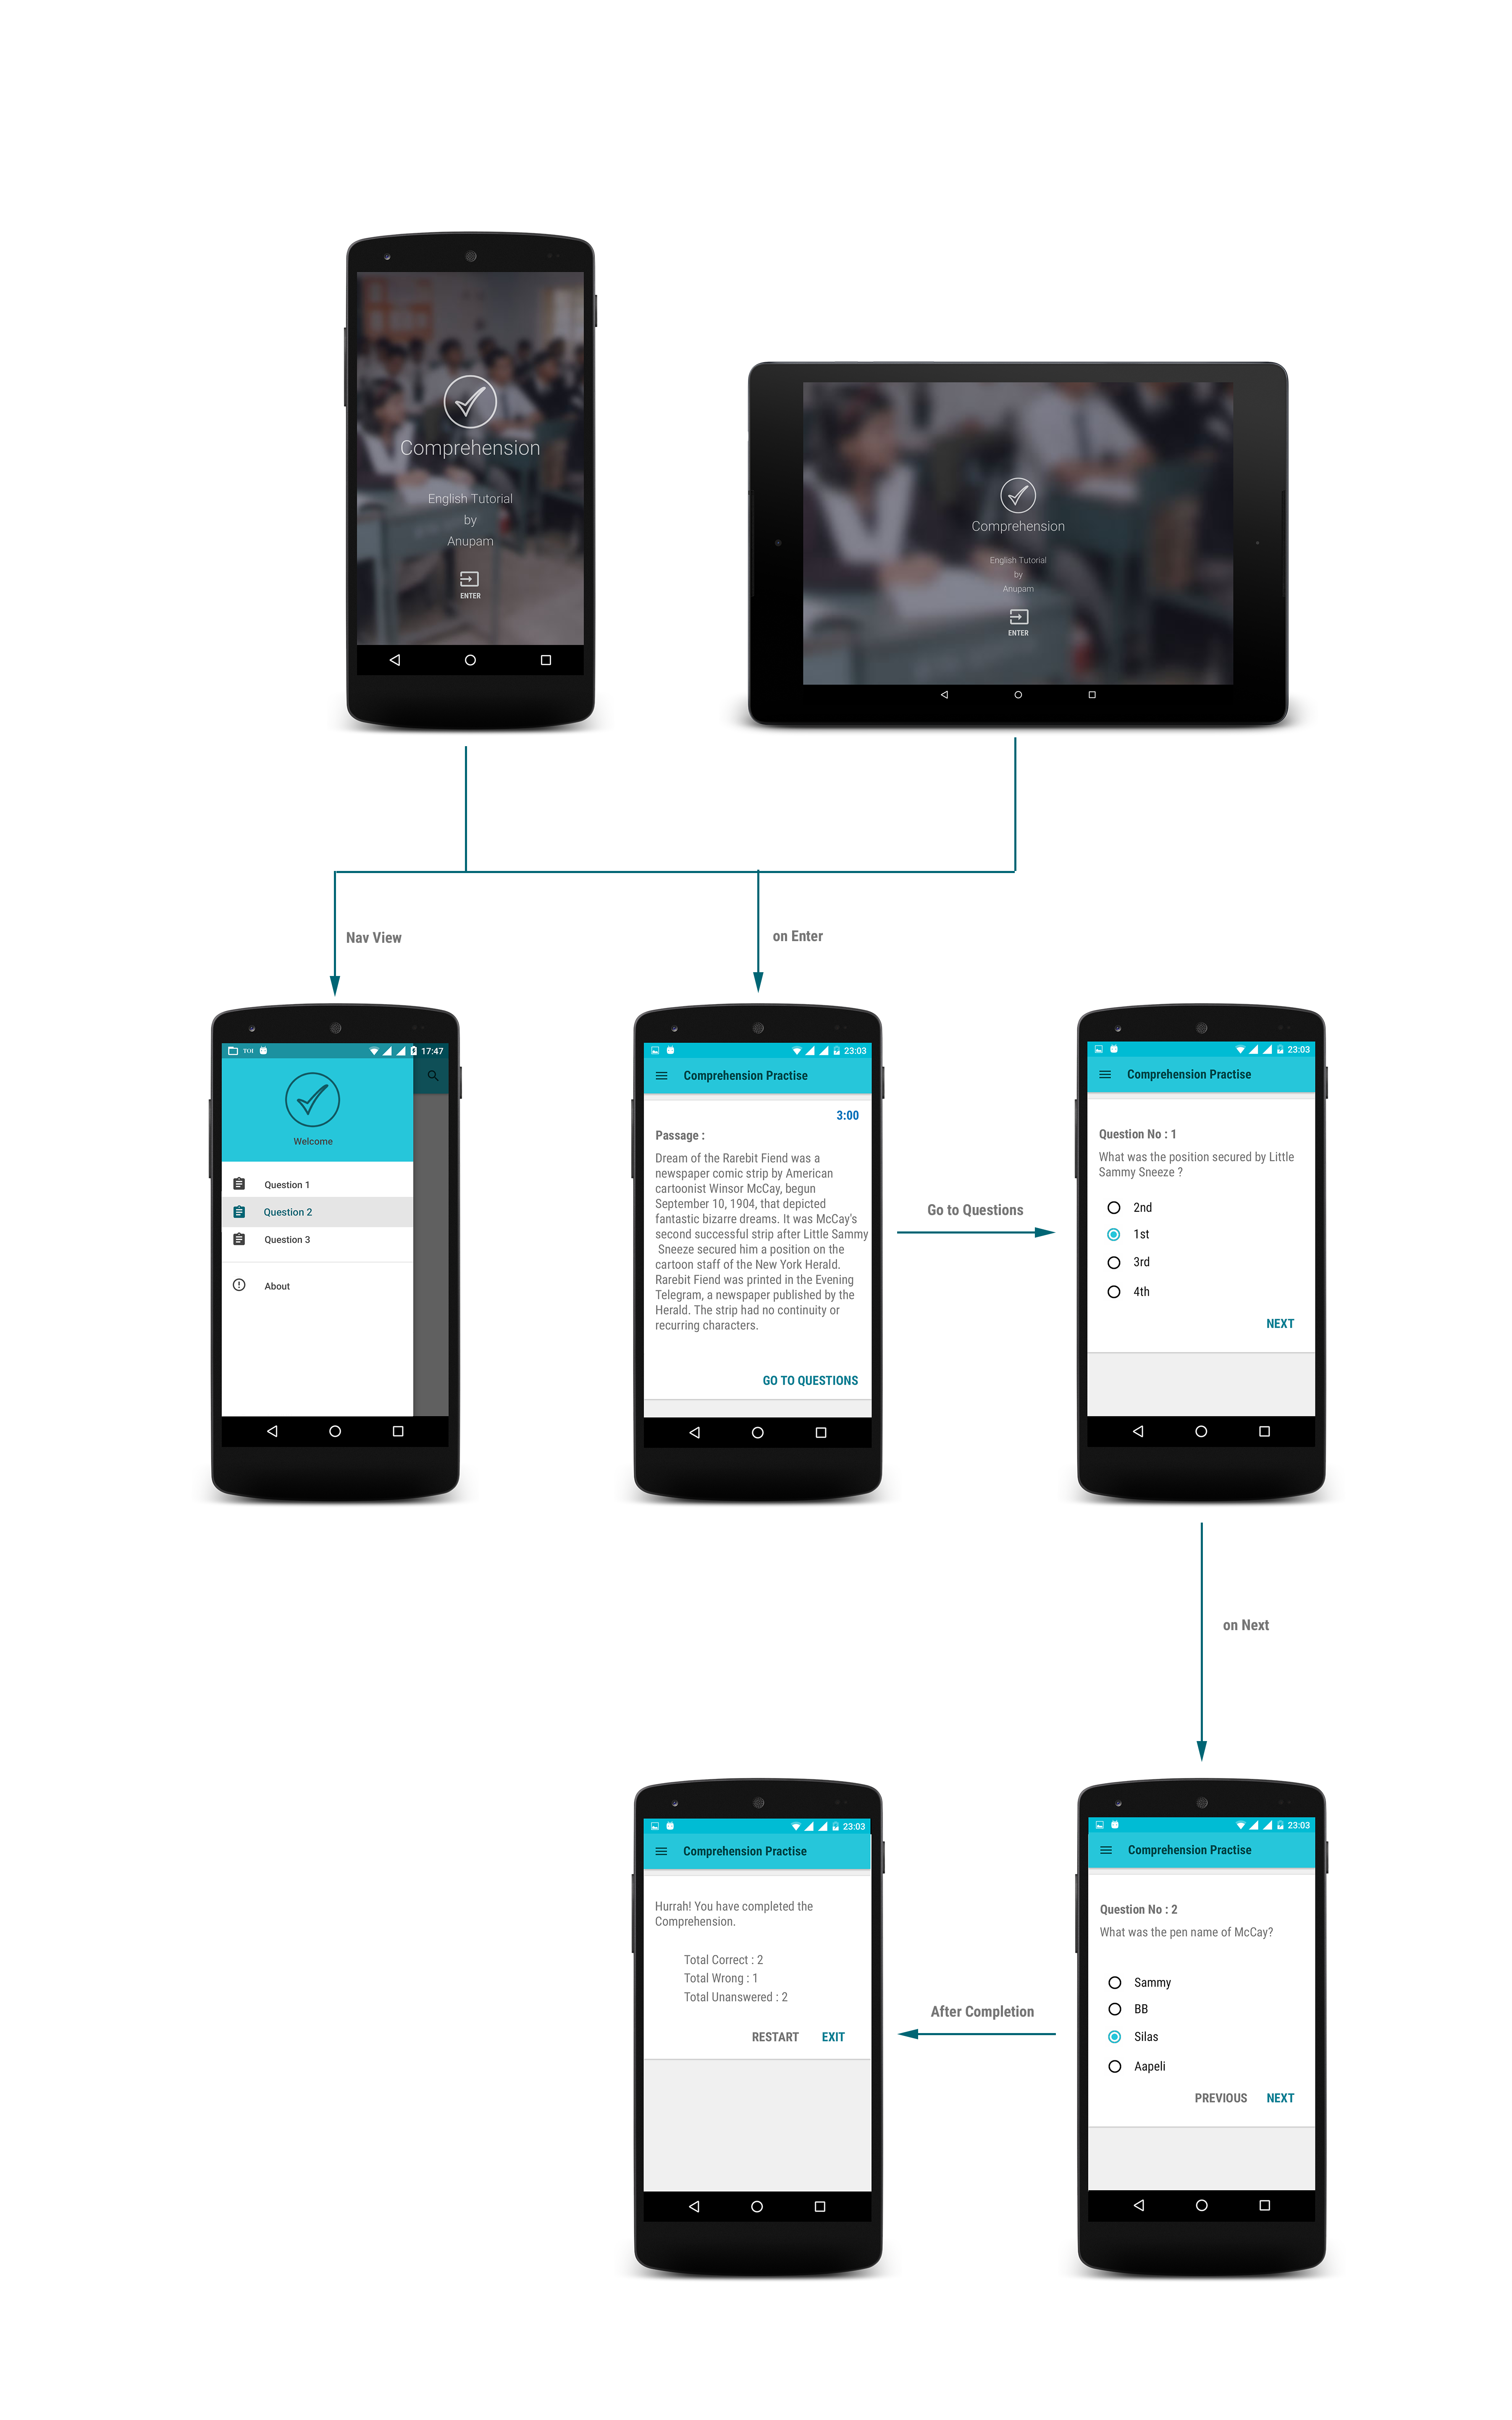 Comprehension
English Tutorial
by
Anupam
ENTER
Comprehension
English Tutorial
by
Anupam
ENTER
Nav View
on Enter
TOI 17:47
Welcome
Question 1
Question 2
Question 3
About
23:03
Comprehension Practise
3:00
Passage :
Dream of the Rarebit Fiend was a
newspaper comic strip by American
cartoonist Winsor McCay, begun
September 10, 1904, that depicted
fantastic bizarre dreams. It was McCay's
second successful strip after Little Sammy
Sneeze secured him a position on the
cartoon staff of the New York Herald.
Rarebit Fiend was printed in the Evening
Telegram, a newspaper published by the
Herald. The strip had no continuity or
recurring characters.
GO TO QUESTIONS
Go to Questions
23:03
Comprehension Practise
Question No : 1
What was the position secured by Little
Sammy Sneeze ?
2nd
1st
3rd
4th
NEXT
on Next
23:03
Comprehension Practise
Question No : 2
What was the pen name of McCay?
Sammy
BB
Silas
Aapeli
PREVIOUS NEXT
After Completion
23:03
Comprehension Practise
Hurrah! You have completed the
Comprehension.
Total Correct : 2
Total Wrong : 1
Total Unanswered : 2
RESTART EXIT